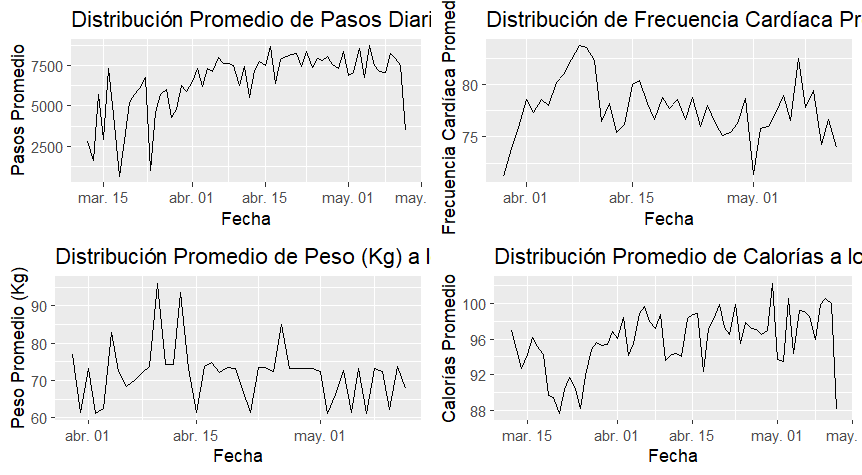 Distribución Promedio de Pasos Diari
Pasos Promedio
7500
5000
2500
mar. 15
abr. 01
abr. 15
may. 01
may.
Fecha
Distribución de Frecuencia Cardíaca Pr
Frecuencia Cardíaca Promed
80
75
abr. 01
abr. 15
may. 01
Fecha
Distribución Promedio de Peso (Kg) a l
Peso Promedio (Kg)
90
80
70
60
abr. 01
abr. 15
may. 01
Fecha
Distribución Promedio de Calorías a lo
Calorías Promedio
100
96
92
88
mar. 15
abr. 01
abr. 15
may. 01
may.
Fecha